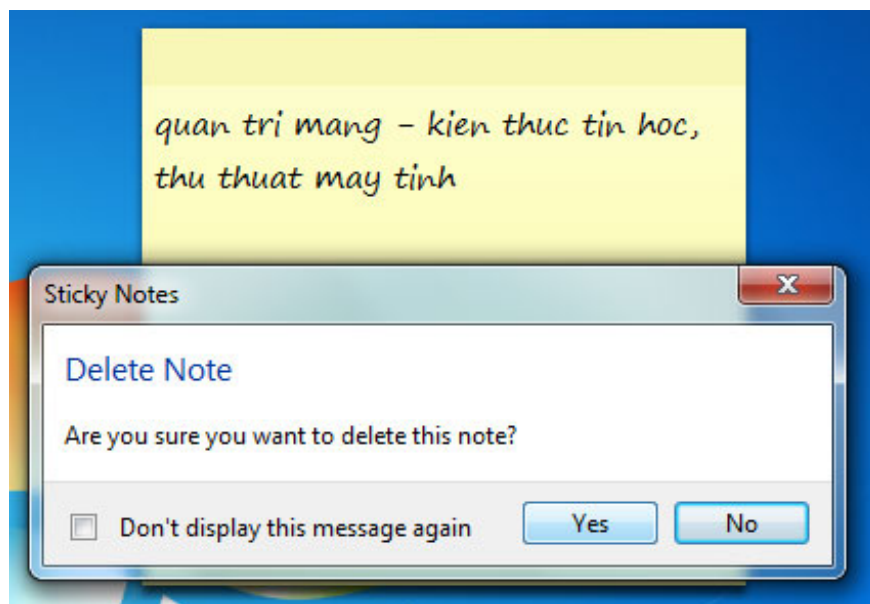 quan tri mang - kien thuc tin hoc,
thu thuat may tinh
Sticky Notes
Delete Note
Are you sure you want to delete this note?
Don't display this message again
Yes
No